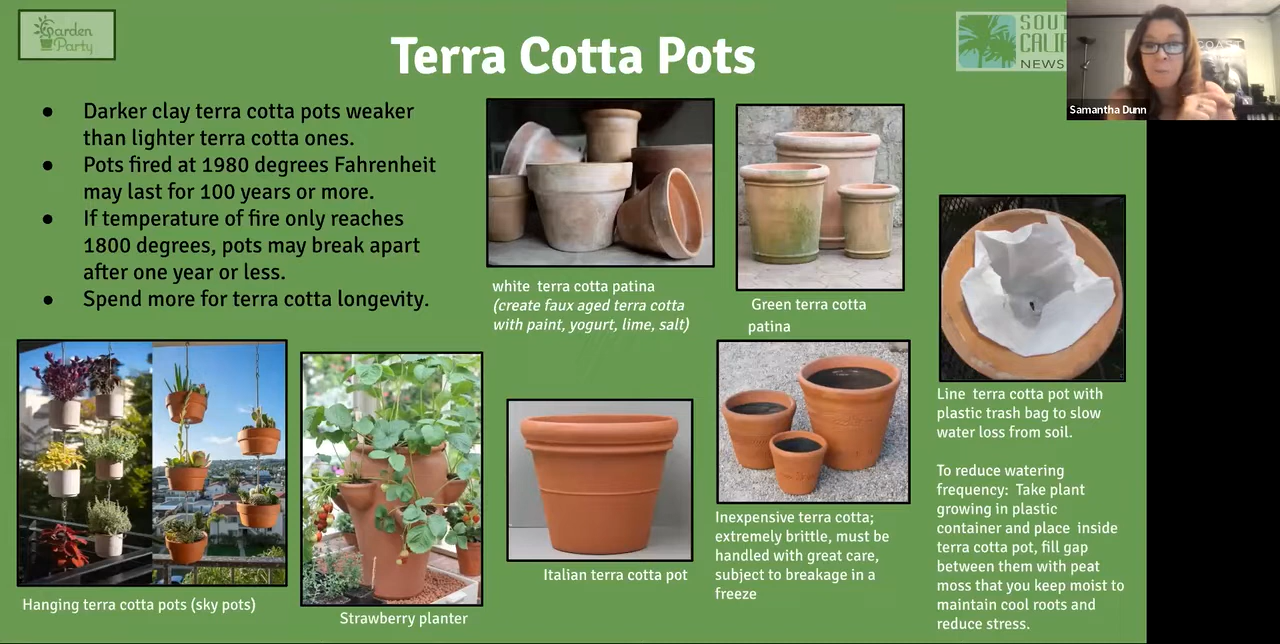 Garden
Party
Terra Cotta Pots
SOUT
CALIF
NEWS
COAST
Samantha Dunn
● Darker clay terra cotta pots weaker
than lighter terra cotta ones.
● Pots fired at 1980 degrees Fahrenheit
may last for 100 years or more.
● If temperature of fire only reaches
1800 degrees, pots may break apart
after one year or less.
● Spend more for terra cotta longevity.
white terra cotta patina
(create faux aged terra cotta
with paint, yogurt, lime, salt)
Green terra cotta
patina
Line terra cotta pot with
plastic trash bag to slow
water loss from soil.
To reduce watering
frequency: Take plant
growing in plastic
container and place inside
terra cotta pot, fill gap
between them with peat
moss that you keep moist to
maintain cool roots and
reduce stress.
Hanging terra cotta pots (sky pots)
Strawberry planter
Italian terra cotta pot
Inexpensive terra cotta;
extremely brittle, must be
handled with great care,
subject to breakage in a
freeze